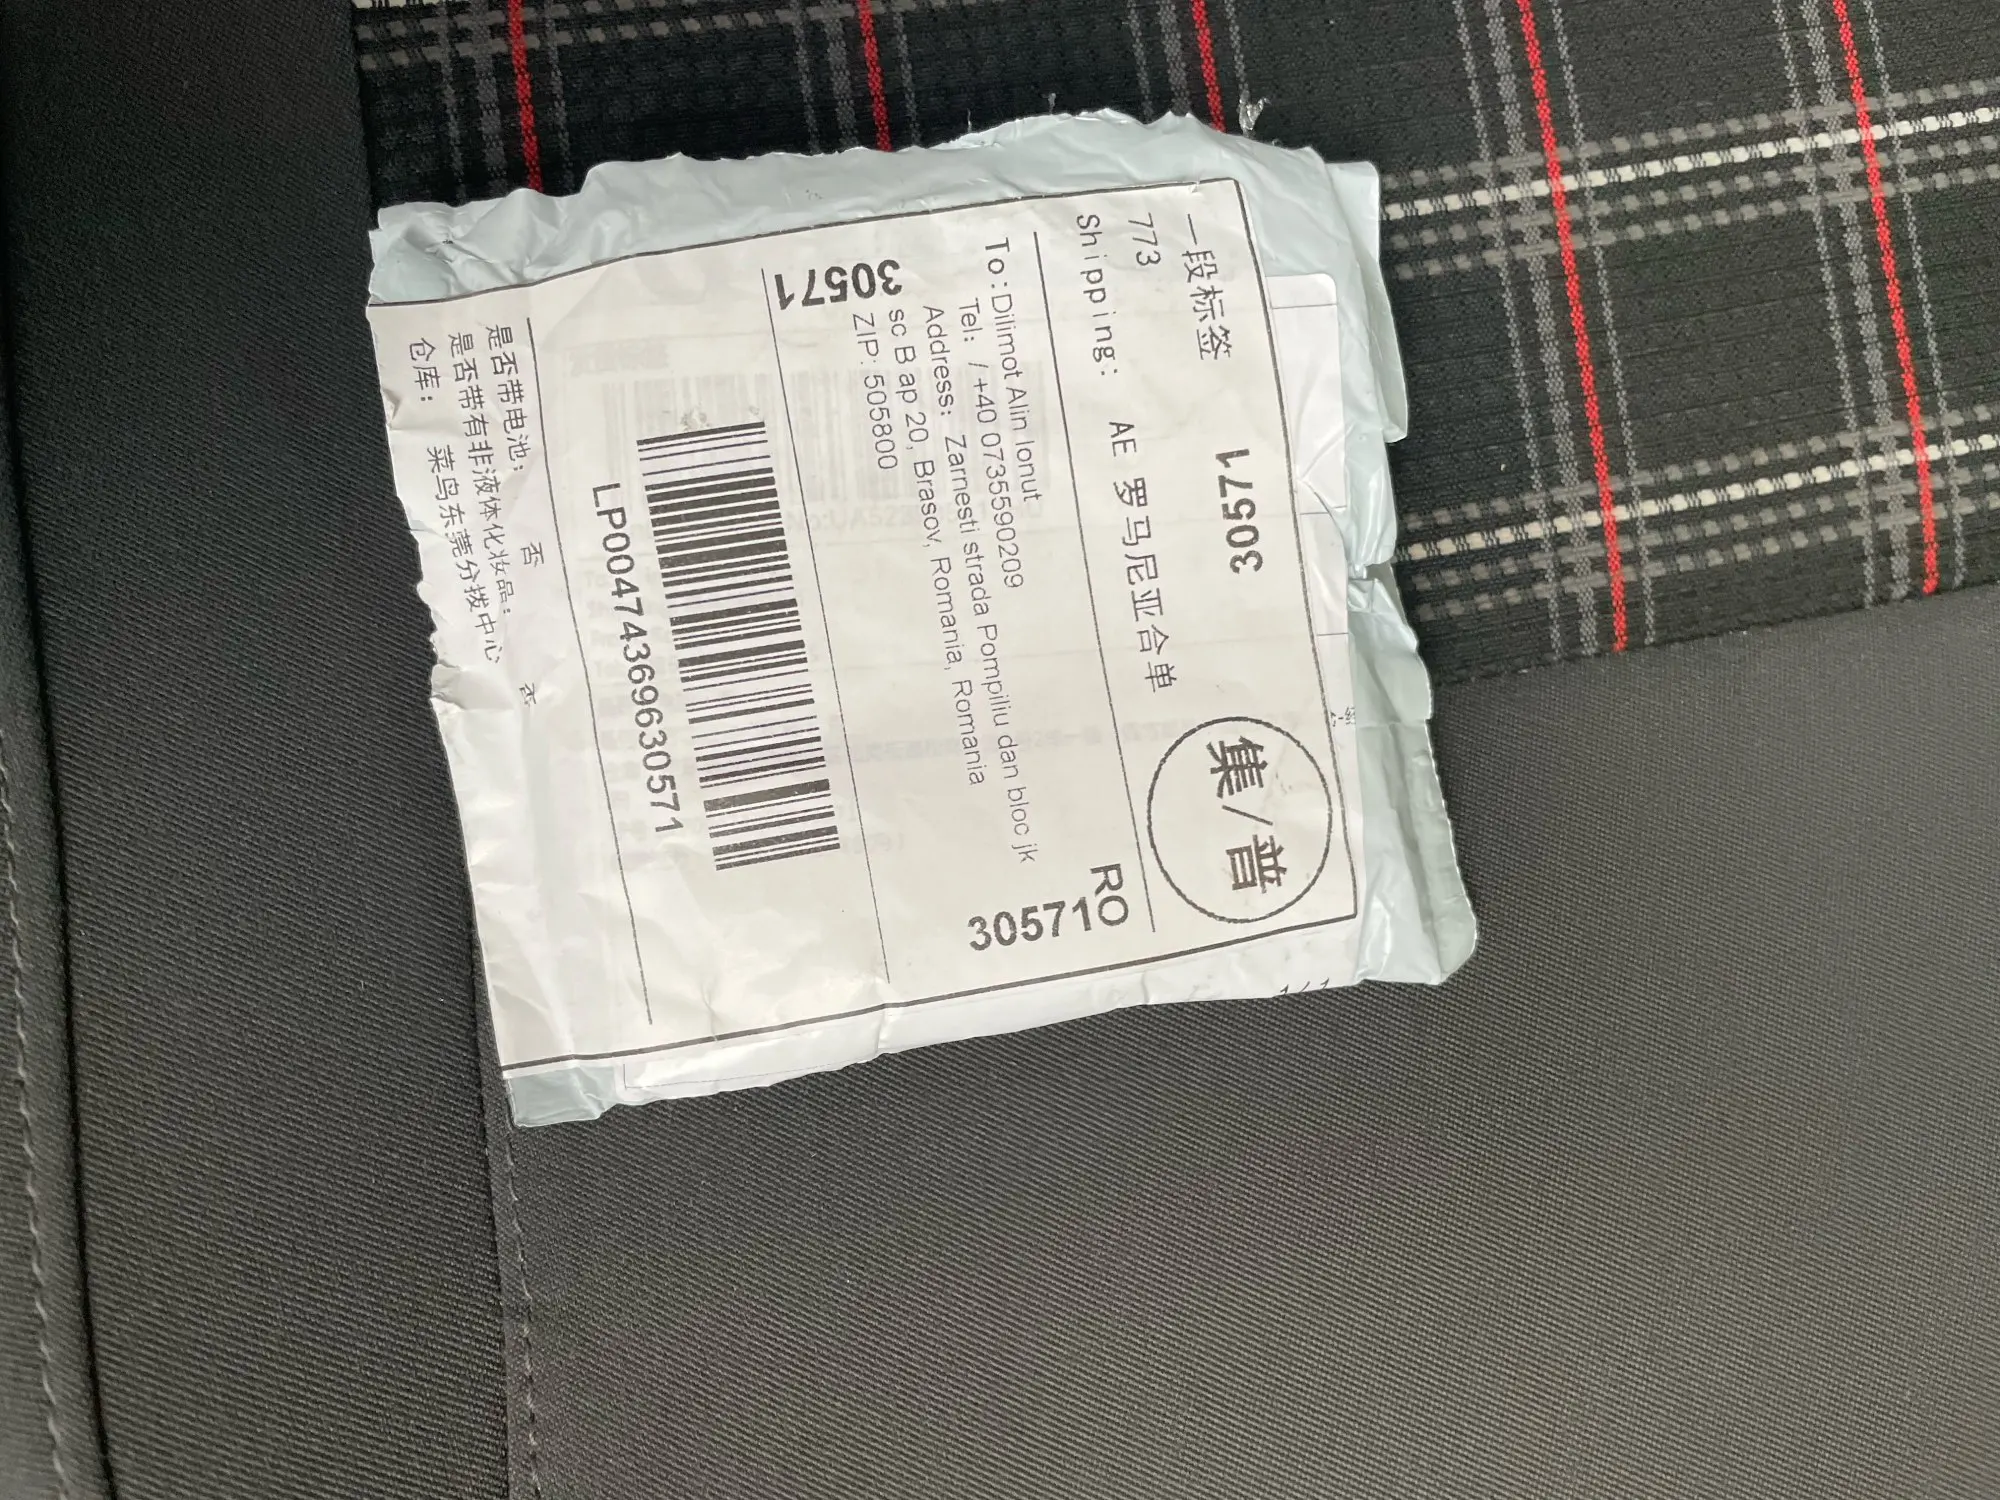 一段标签 30571 集/普
773
Shipping: AE 罗马尼亚合单
RO
To: Dilimot Alin Ionut
30571
Tel: / +40 0735590209
Address: Zarnesti strada Pompiliu dan bloc jk
sc B ap 20, Brasov, Romania, Romania
ZIP: 505800
30571
LP00474369630571
是否带电池: 否
是否带有非液体化妆品: 否
仓库: 菜鸟东莞分拨中心